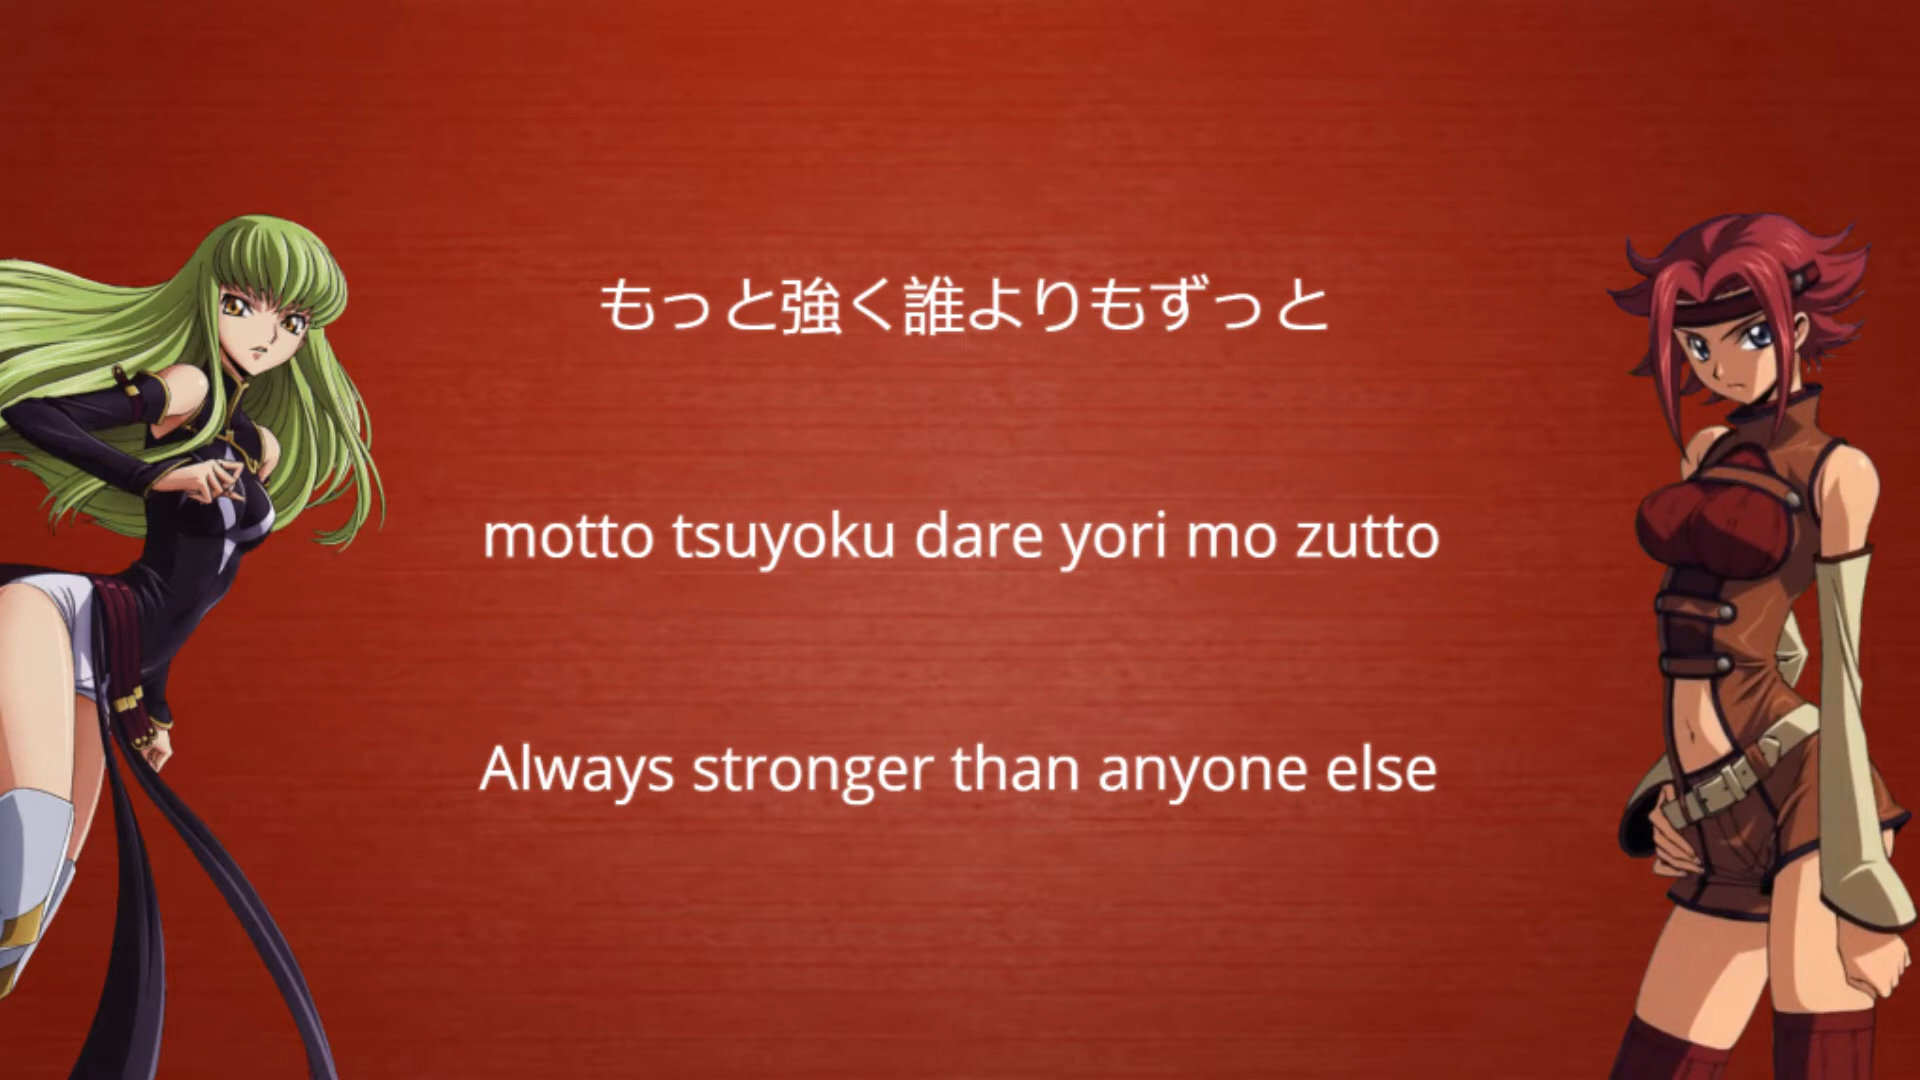 もっと強く誰よりもずっと
motto tsuyoku dare yori mo zutto
Always stronger than anyone else